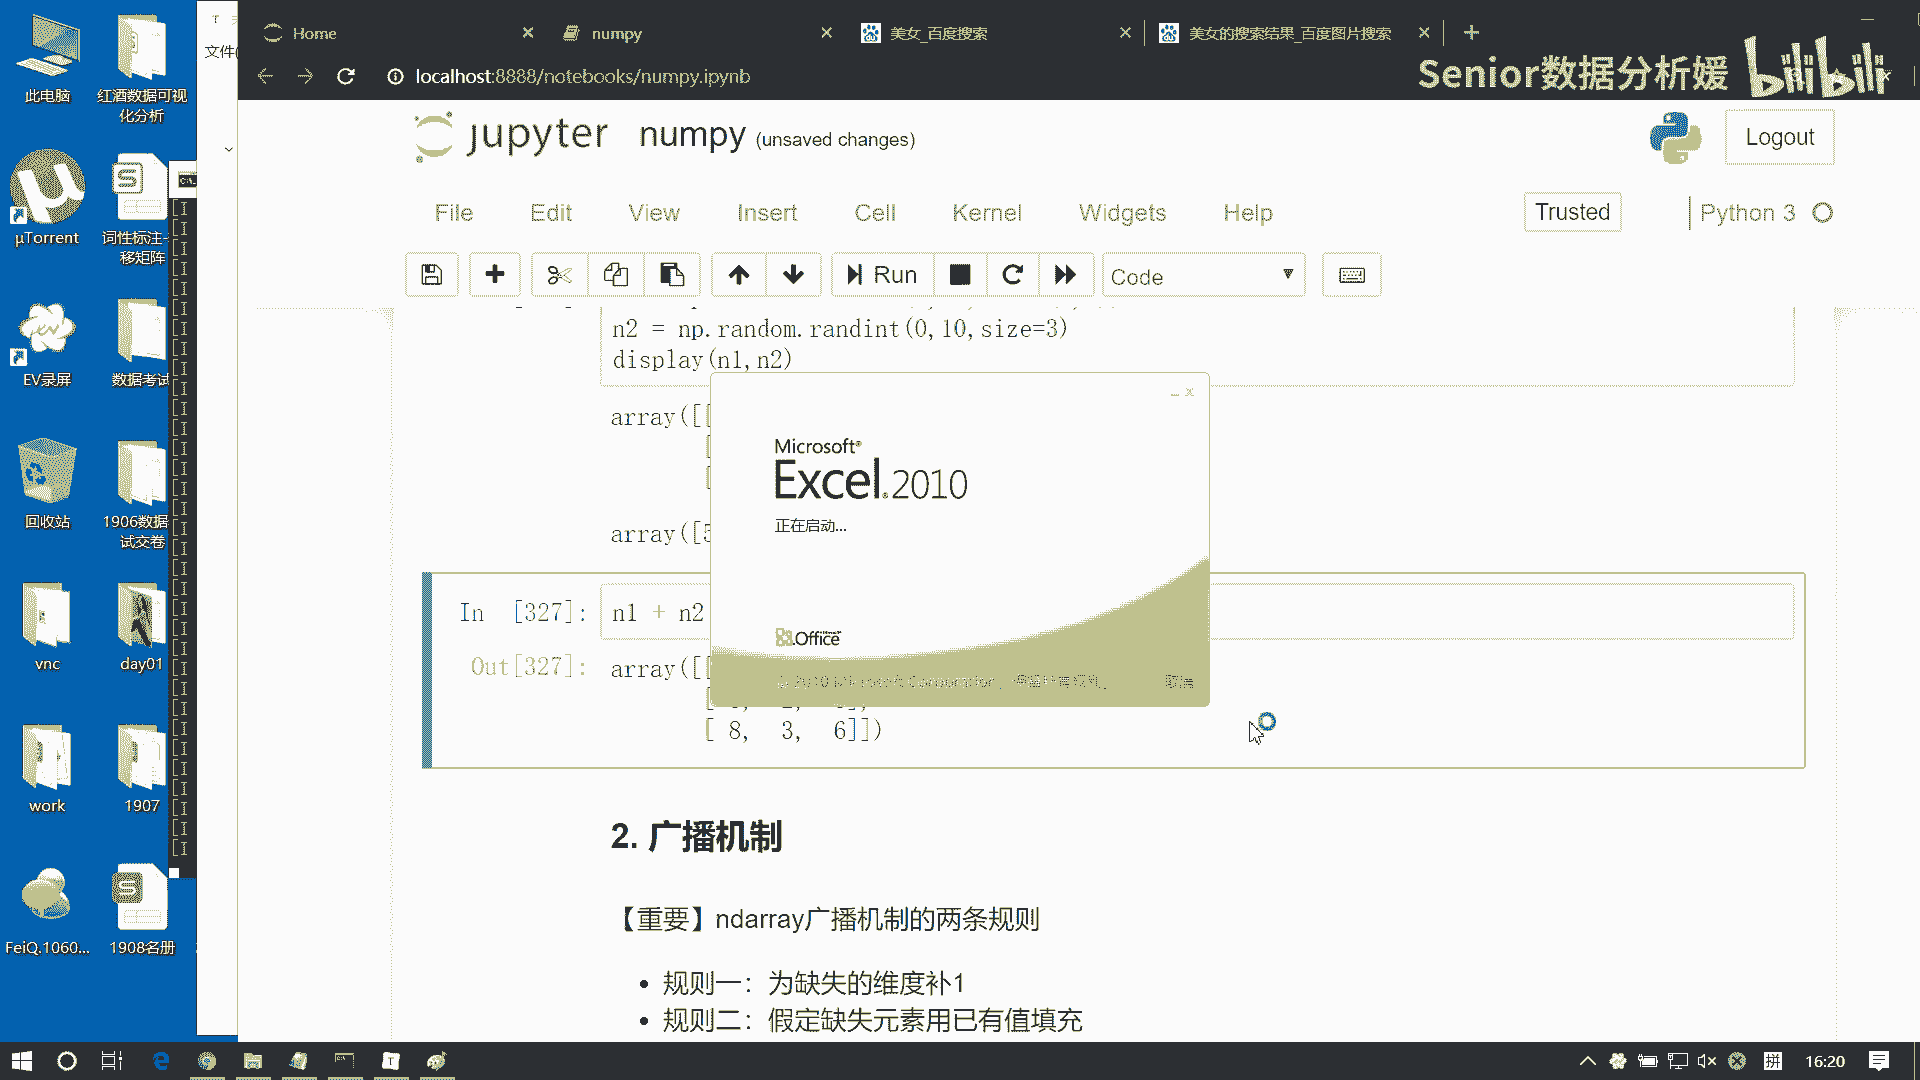 此电脑
红酒数据可视
化分析
μTorrent
词性标注-
移矩阵
EV录屏
数据考试
回收站
1906数据
试交卷
vnc
day01
work
1907
FeiQ.1060...
1908名册
文件(
Home
numpy
美女_百度搜索
美女的搜索结果_百度图片搜索
localhost:8888/notebooks/numpy.ipynb
Senior数据分析媛 bilibili
jupyter numpy (unsaved changes)
Logout
File Edit View Insert Cell Kernel Widgets Help
Trusted
Python 3
Run
Code
n2 = np.random.randint(0,10,size=3)
display(n1,n2)
array([[
array([
Microsoft®
Excel®2010
正在启动...
Office
取消
In [327]: n1 + n2
Out[327]: array([[
[ 8, 3, 6]])
2. 广播机制
【重要】ndarray广播机制的两条规则
规则一：为缺失的维度补1
规则二：假定缺失元素用已有值填充
拼
16:20